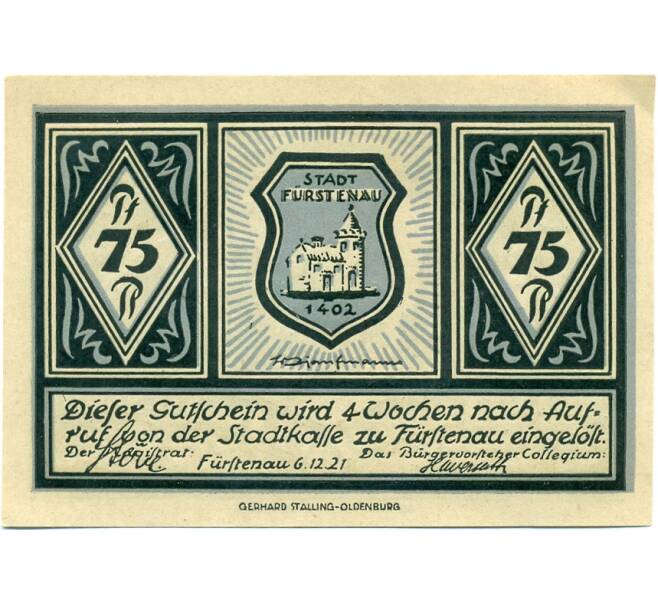 Pf
75
Pf
STADT
FÜRSTENAU
1402
Pf
75
Pf
Dieser Gutschein wird 4 Wochen nach Auf=
ruf von der Stadtkasse zu Fürstenau eingelöst.
Der Magistrat: Fürstenau 6.12.21 Das Bürgervorsteher Collegium:
GERHARD STALLING-OLDENBURG